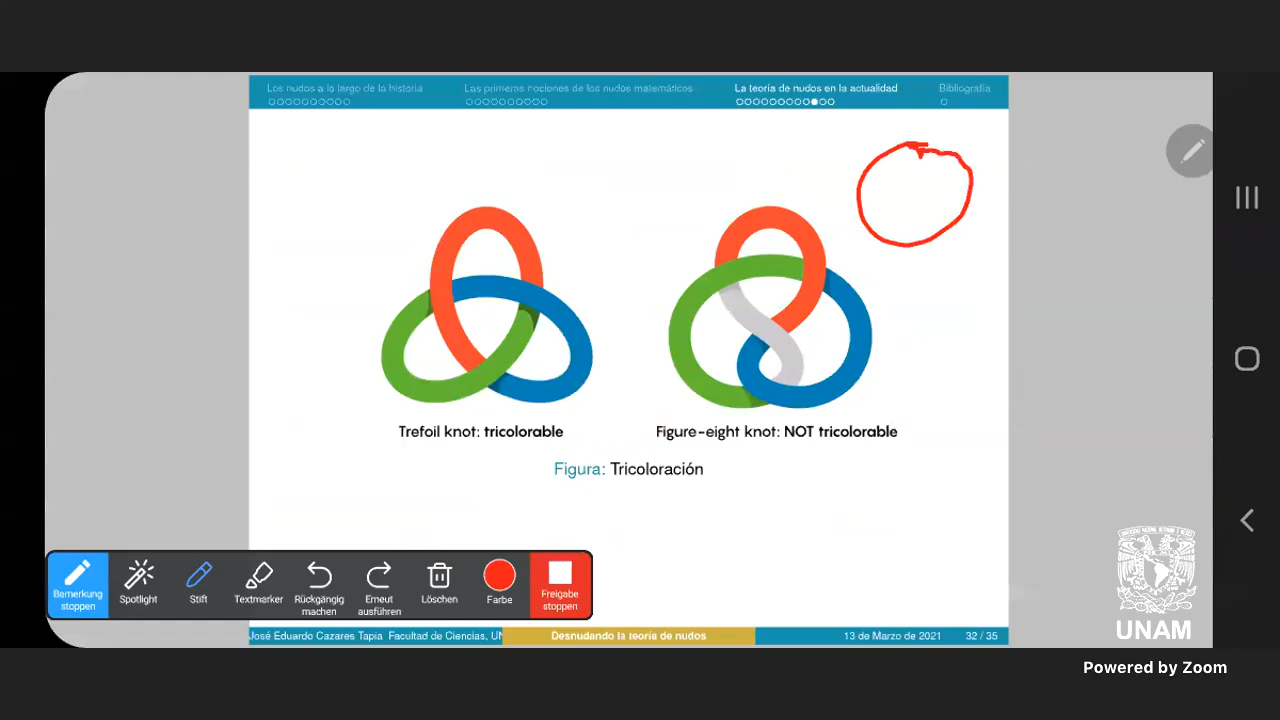 Los nudos a lo largo de la historia
Las primeras nociones de los nudos matemáticos
La teoría de nudos en la actualidad
Bibliografía
Trefoil knot: tricolorable
Figure-eight knot: NOT tricolorable
Figura: Tricoloración
Bemerkung stoppen
Spotlight
Stift
Textmarker
Rückgängig machen
Erneut ausführen
Löschen
Farbe
Freigabe stoppen
UNAM
José Eduardo Cazares Tapia Facultad de Ciencias, UN
Desnudando la teoría de nudos
13 de Marzo de 2021
32 / 35
Powered by Zoom